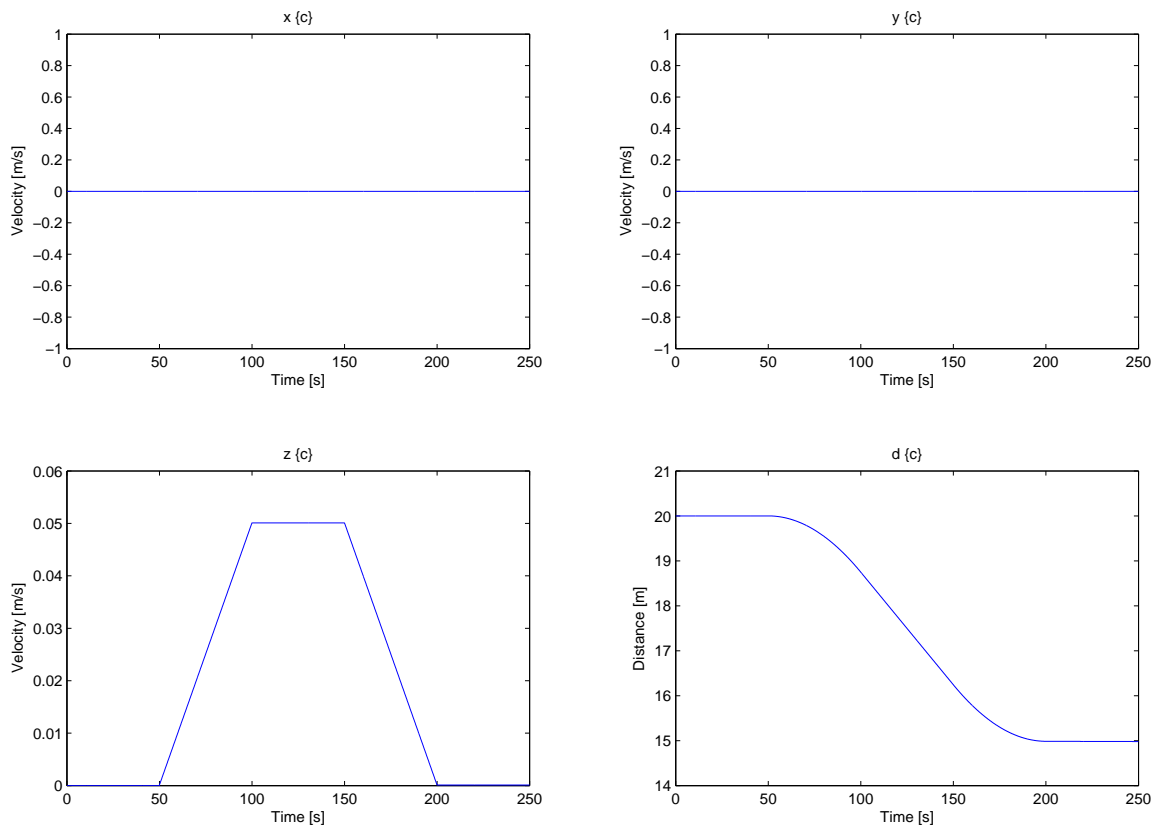 x {c}
1
0.8
0.6
0.4
0.2
0
−0.2
−0.4
−0.6
−0.8
−1
Velocity [m/s]
0 50 100 150 200 250
Time [s]
y {c}
1
0.8
0.6
0.4
0.2
0
−0.2
−0.4
−0.6
−0.8
−1
Velocity [m/s]
0 50 100 150 200 250
Time [s]
z {c}
0.06
0.05
0.04
0.03
0.02
0.01
0
Velocity [m/s]
0 50 100 150 200 250
Time [s]
d {c}
21
20
19
18
17
16
15
14
Distance [m]
0 50 100 150 200 250
Time [s]